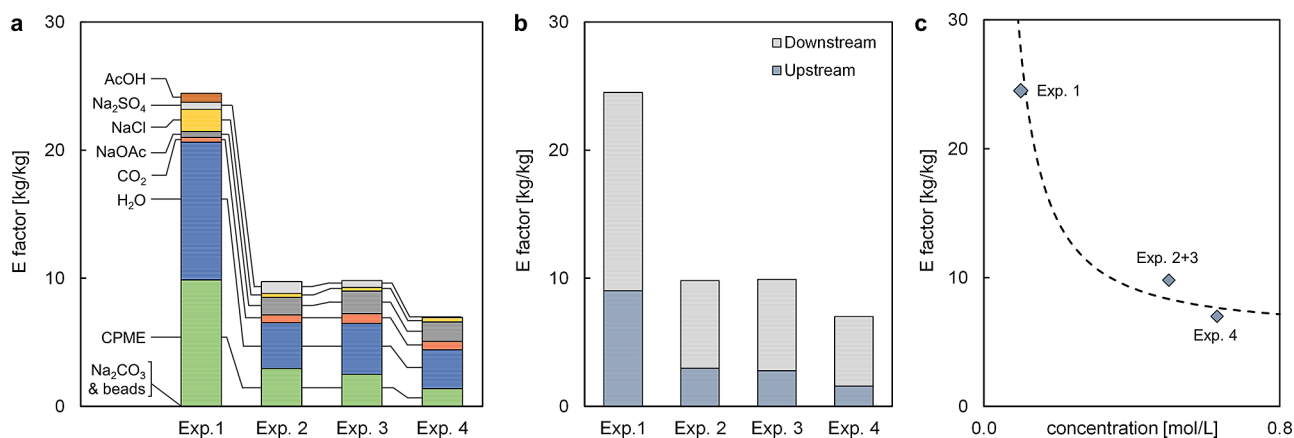 a
E factor [kg/kg]
30
20
10
0
AcOH
Na₂SO₄
NaCl
NaOAc
CO₂
H₂O
CPME
Na₂CO₃
& beads
Exp.1 Exp. 2 Exp. 3 Exp. 4
b
E factor [kg/kg]
30
20
10
0
Downstream
Upstream
Exp.1 Exp. 2 Exp. 3 Exp. 4
c
E factor [kg/kg]
30
20
10
0
Exp. 1
Exp. 2+3
Exp. 4
0.0 concentration [mol/L] 0.8